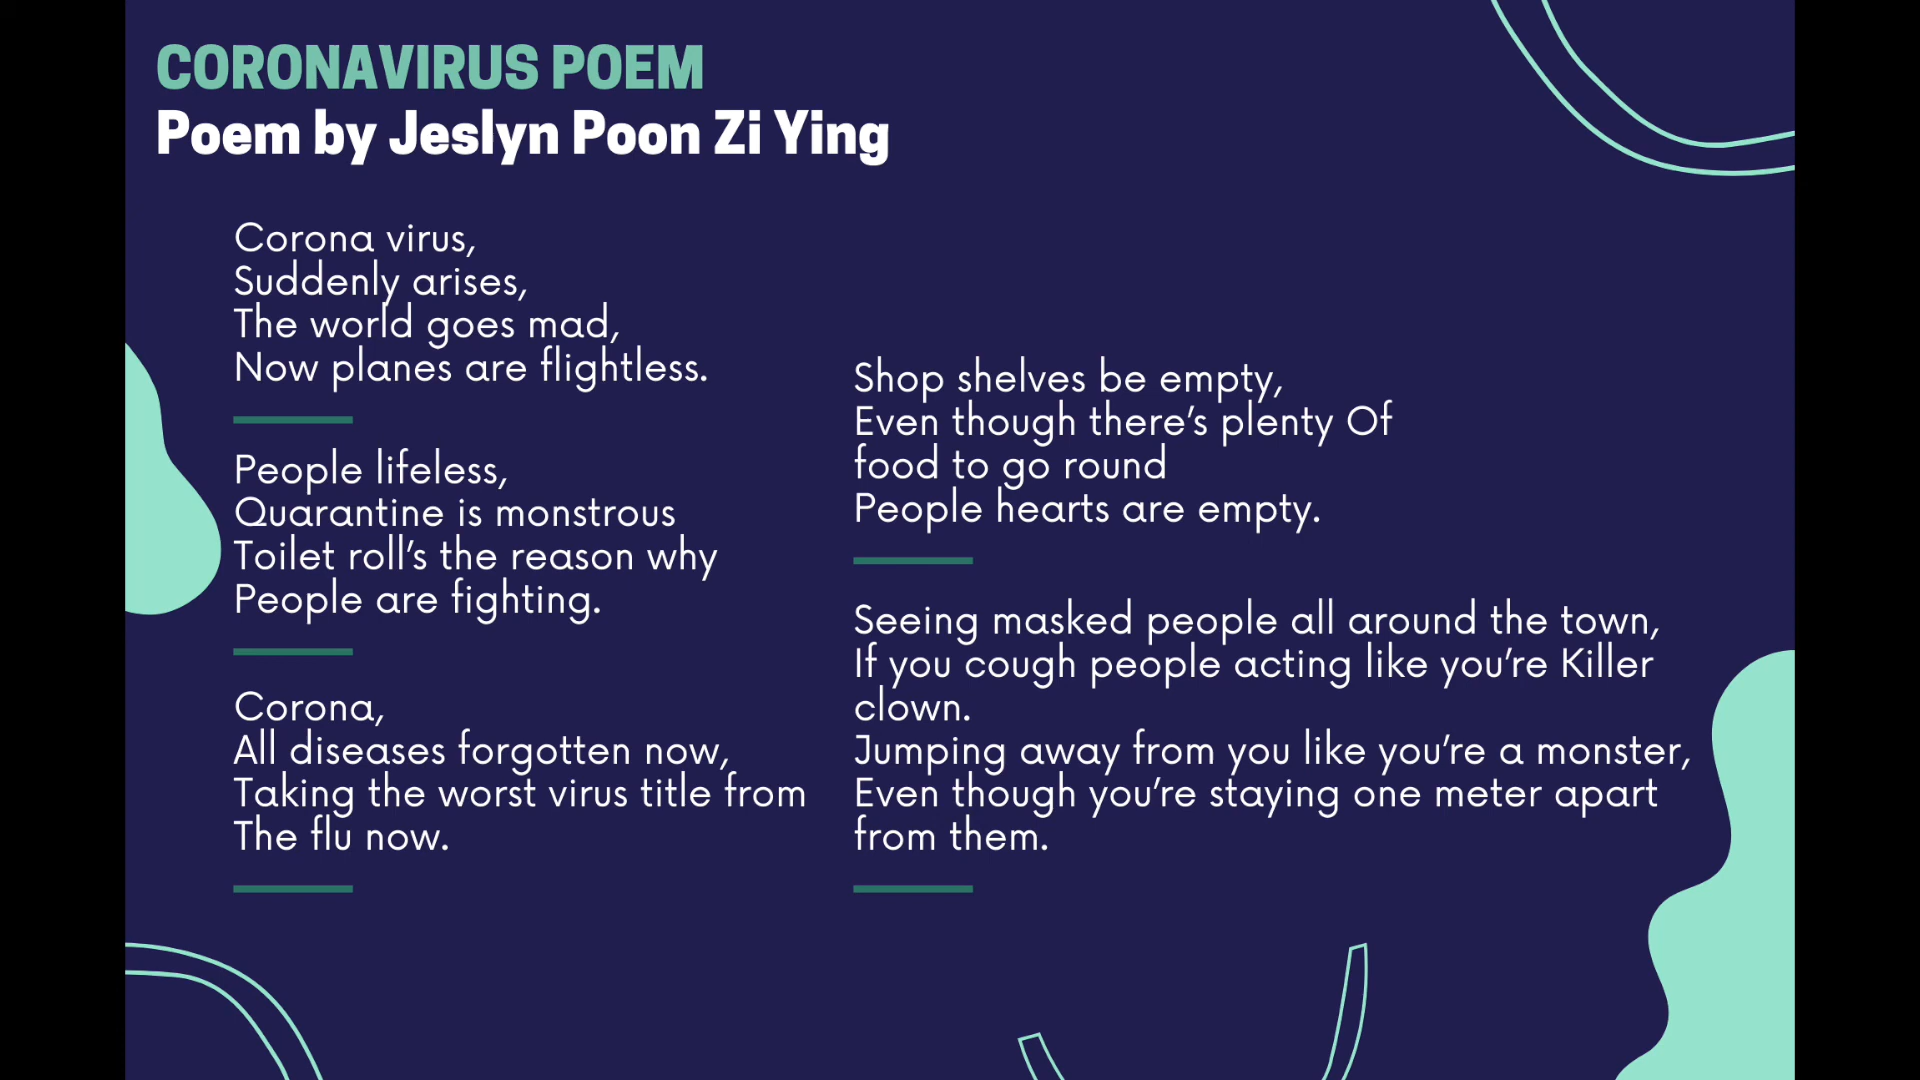 CORONAVIRUS POEM
Poem by Jeslyn Poon Zi Ying
Corona virus,
Suddenly arises,
The world goes mad,
Now planes are flightless.
People lifeless,
Quarantine is monstrous
Toilet roll’s the reason why
People are fighting.
Corona,
All diseases forgotten now,
Taking the worst virus title from
The flu now.
Shop shelves be empty,
Even though there’s plenty Of
food to go round
People hearts are empty.
Seeing masked people all around the town,
If you cough people acting like you’re Killer
clown.
Jumping away from you like you’re a monster,
Even though you’re staying one meter apart
from them.